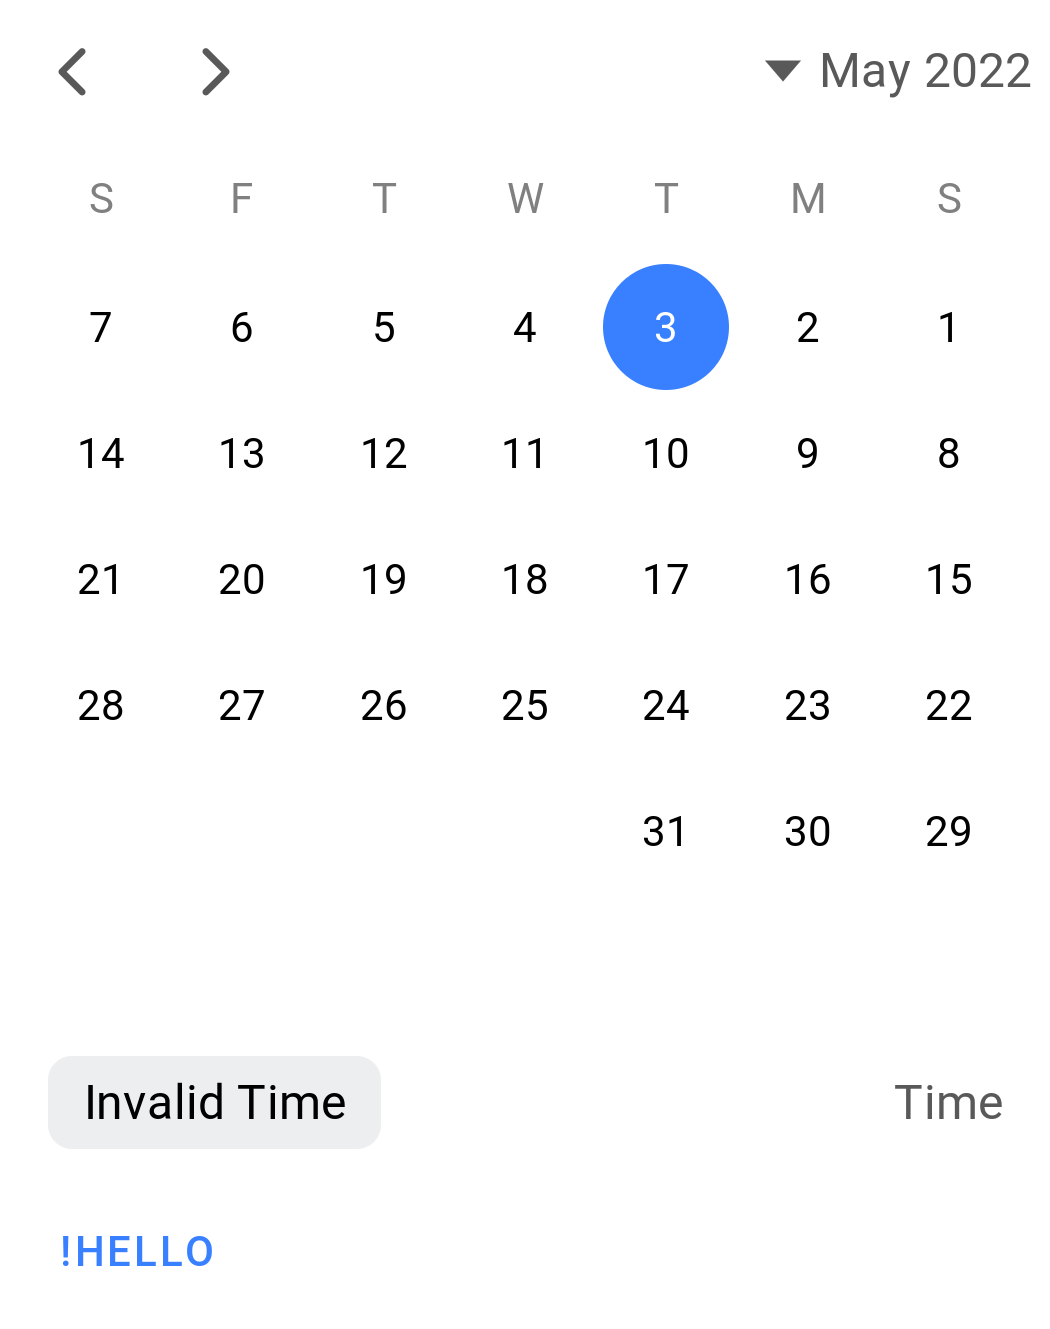 May 2022
S F T W T M S
7 6 5 4 3 2 1
14 13 12 11 10 9 8
21 20 19 18 17 16 15
28 27 26 25 24 23 22
31 30 29
Invalid Time Time
!HELLO